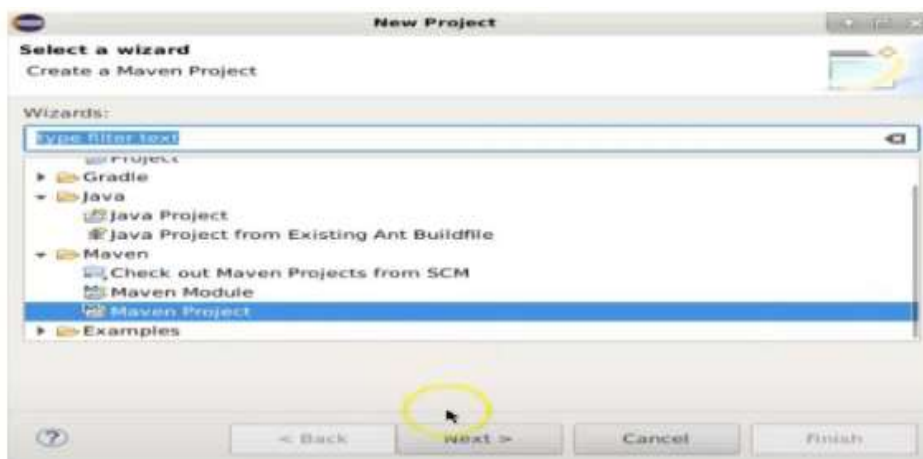 New Project
Select a wizard
Create a Maven Project
Wizards:
type filter text
Project
Gradle
Java
Java Project
Java Project from Existing Ant Buildfile
Maven
Check out Maven Projects from SCM
Maven Module
Maven Project
Examples
< Back Next > Cancel Finish